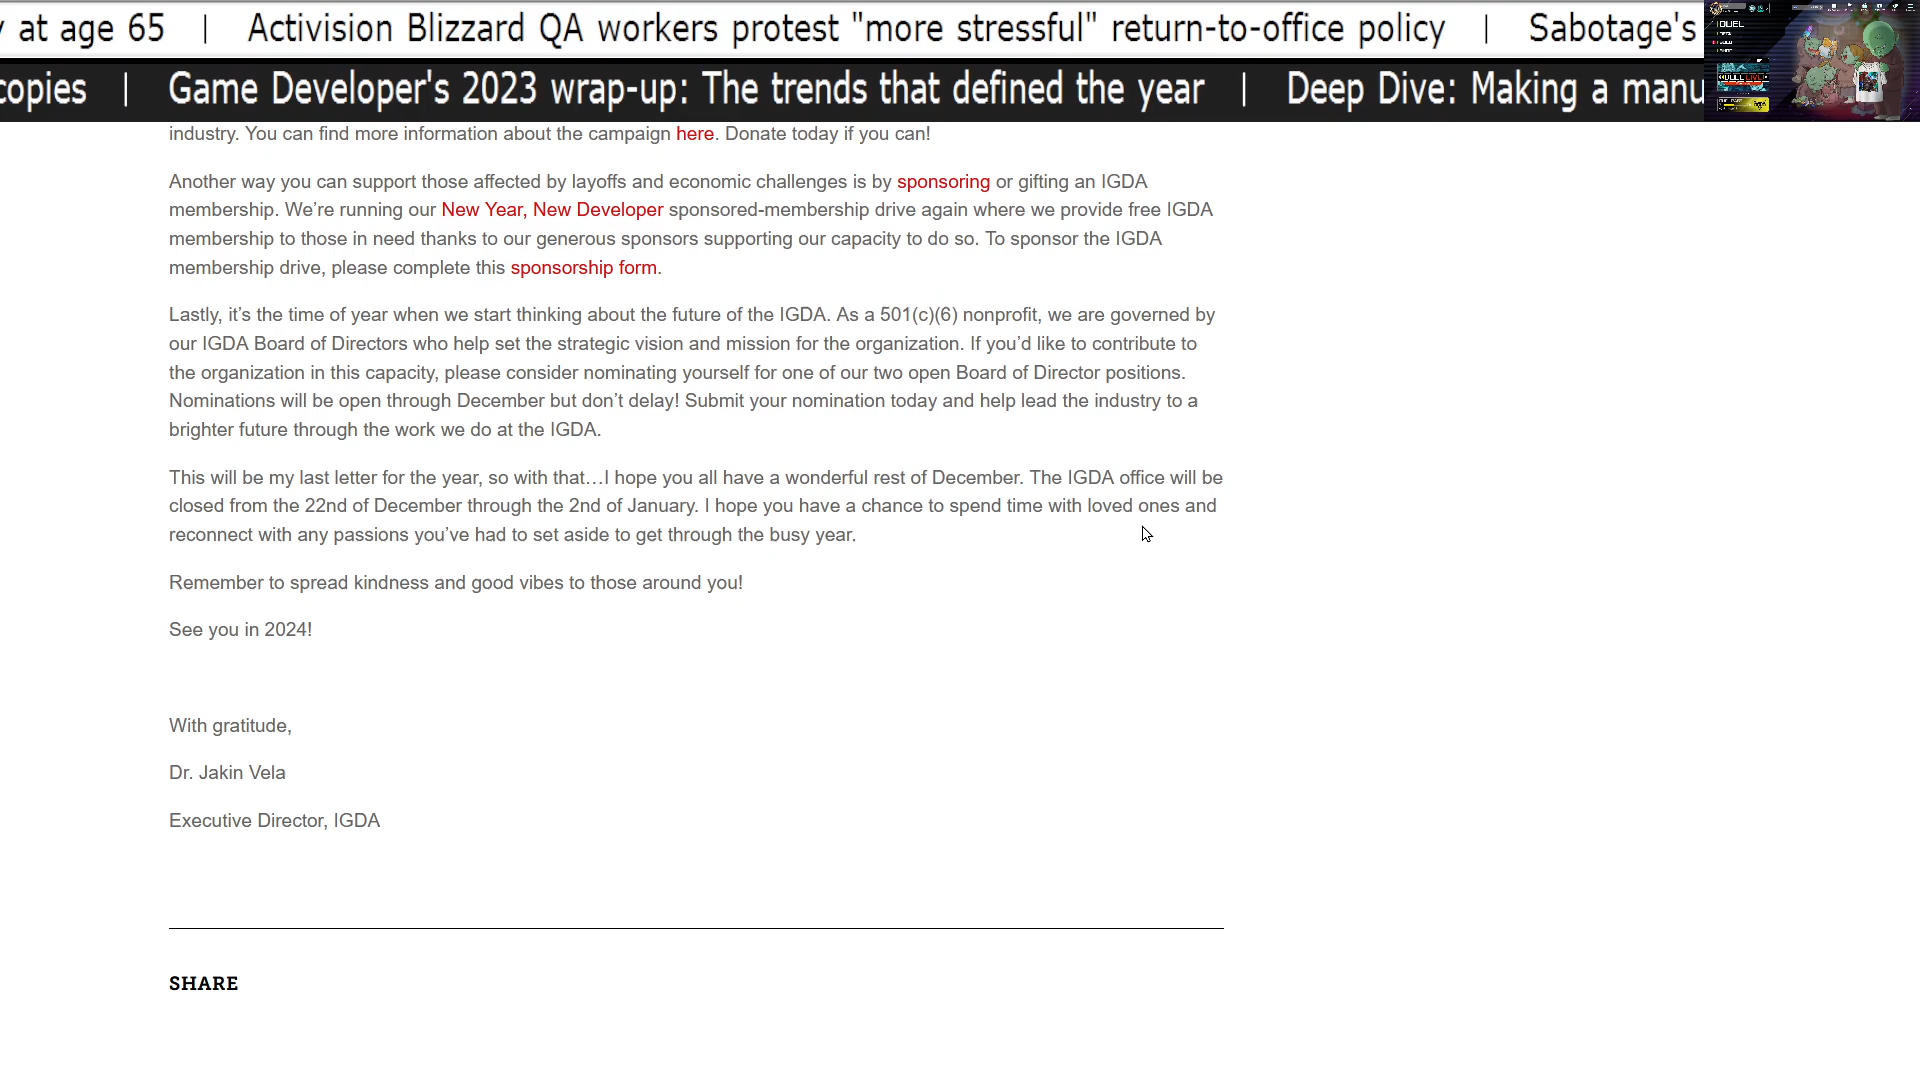 at age 65 | Activision Blizzard QA workers protest "more stressful" return-to-office policy | Sabotage's
copies | Game Developer's 2023 wrap-up: The trends that defined the year | Deep Dive: Making a manu
DUEL
industry. You can find more information about the campaign here. Donate today if you can!
Another way you can support those affected by layoffs and economic challenges is by sponsoring or gifting an IGDA
membership. We’re running our New Year, New Developer sponsored-membership drive again where we provide free IGDA
membership to those in need thanks to our generous sponsors supporting our capacity to do so. To sponsor the IGDA
membership drive, please complete this sponsorship form.
Lastly, it’s the time of year when we start thinking about the future of the IGDA. As a 501(c)(6) nonprofit, we are governed by
our IGDA Board of Directors who help set the strategic vision and mission for the organization. If you’d like to contribute to
the organization in this capacity, please consider nominating yourself for one of our two open Board of Director positions.
Nominations will be open through December but don’t delay! Submit your nomination today and help lead the industry to a
brighter future through the work we do at the IGDA.
This will be my last letter for the year, so with that…I hope you all have a wonderful rest of December. The IGDA office will be
closed from the 22nd of December through the 2nd of January. I hope you have a chance to spend time with loved ones and
reconnect with any passions you’ve had to set aside to get through the busy year.
Remember to spread kindness and good vibes to those around you!
See you in 2024!
With gratitude,
Dr. Jakin Vela
Executive Director, IGDA
SHARE